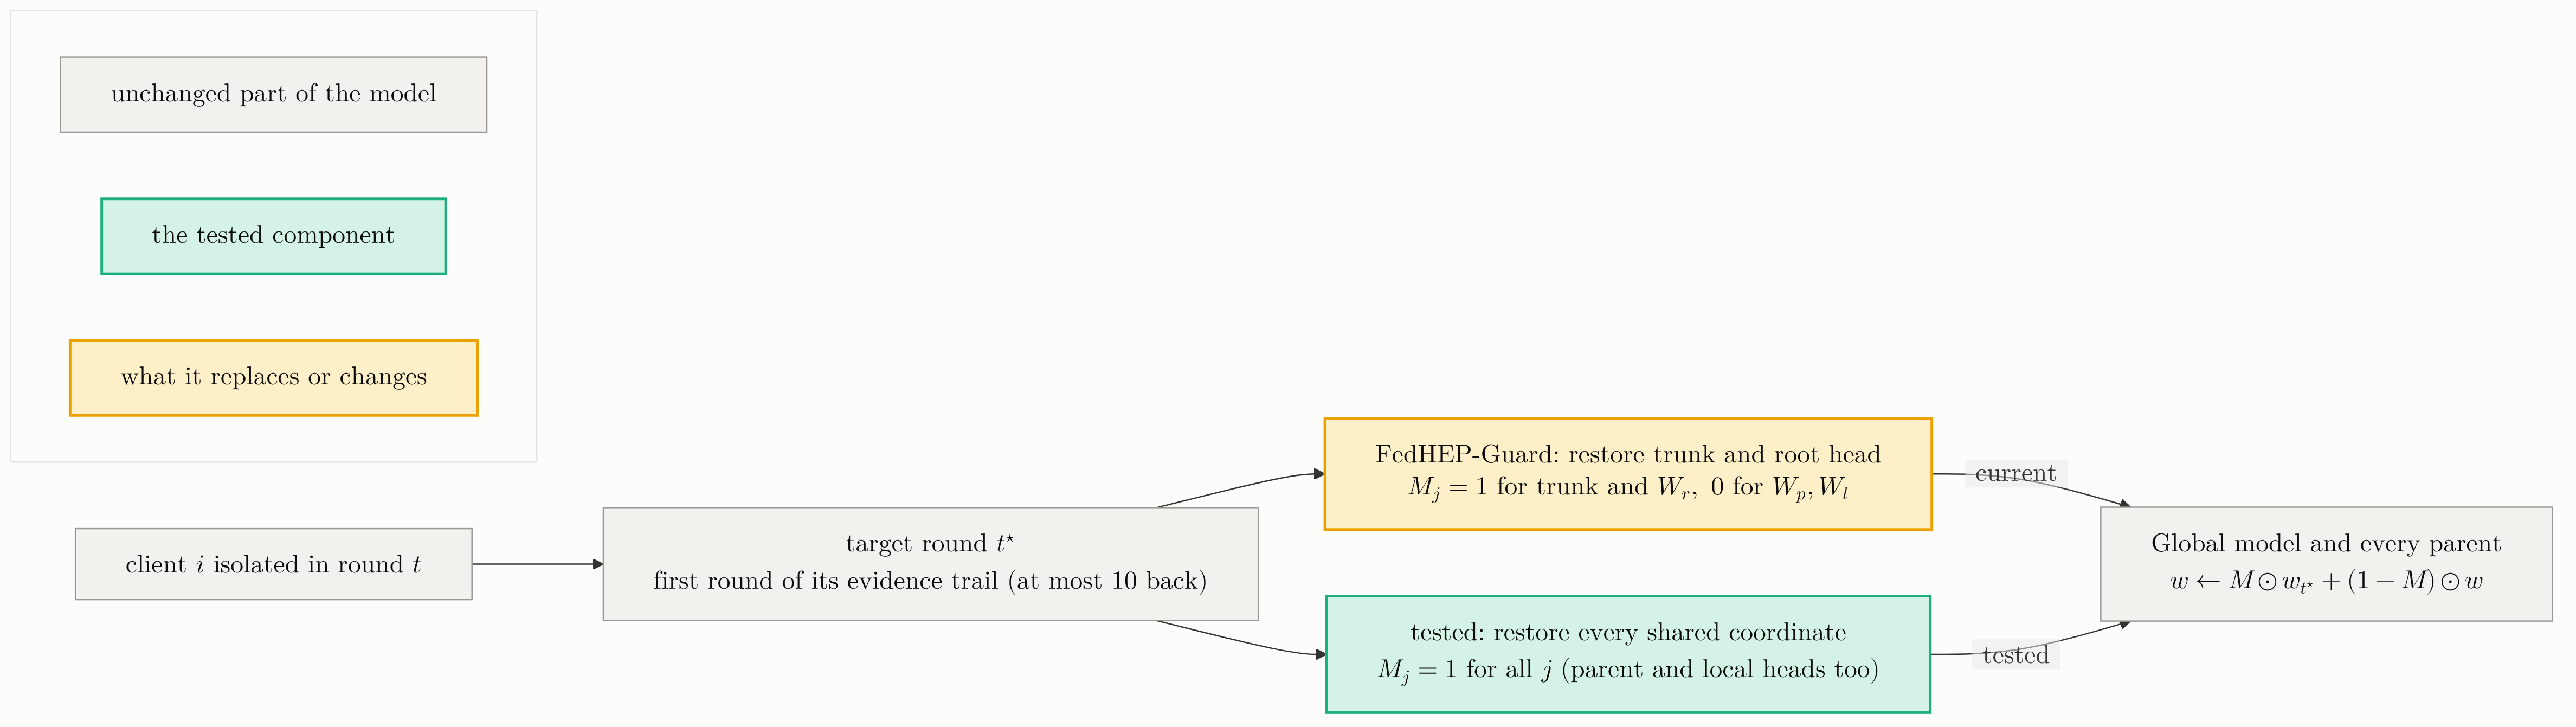 unchanged part of the model
the tested component
what it replaces or changes
client $i$ isolated in round $t$
target round $t^\star$
first round of its evidence trail (at most 10 back)
FedHEP-Guard: restore trunk and root head
$M_j = 1$ for trunk and $W_r,\ 0$ for $W_p, W_l$
tested: restore every shared coordinate
$M_j = 1$ for all $j$ (parent and local heads too)
current
tested
Global model and every parent
$w \leftarrow M \odot w_{t^\star} + (1 - M) \odot w$